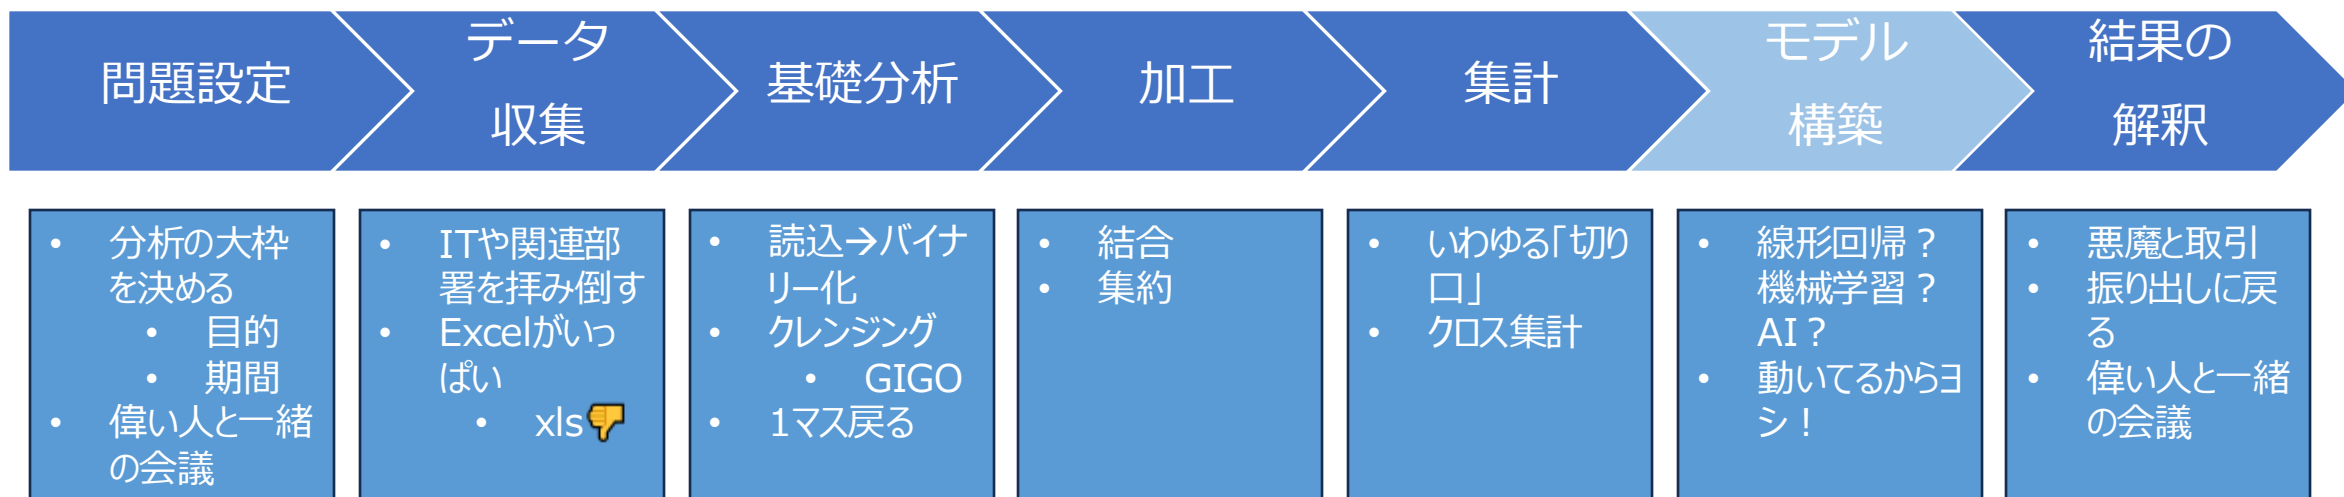 問題設定
データ
収集
基礎分析
加工
集計
モデル
構築
結果の
解釈
• 分析の大枠
を決める
• 目的
• 期間
• 偉い人と一緒
の会議
• ITや関連部
署を拝み倒す
• Excelがいっ
ぱい
• xls👎
• 読込→バイナ
リー化
• クレンジング
• GIGO
• 1マス戻る
• 結合
• 集約
• いわゆる「切り
口」
• クロス集計
• 線形回帰？
機械学習？
AI？
• 動いてるからヨ
シ！
• 悪魔と取引
• 振り出しに戻
る
• 偉い人と一緒
の会議